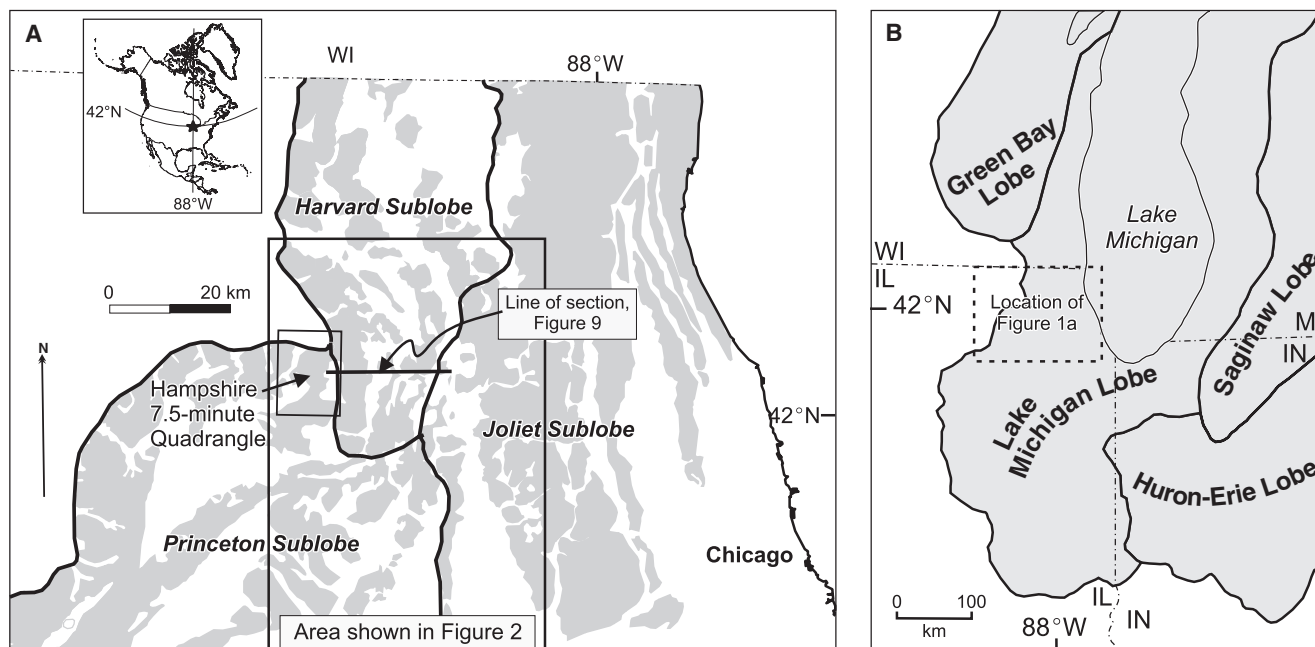 A
WI
88°W
42°N
88°W
Harvard Sublobe
0 20 km
Line of section,
Figure 9
N
Hampshire
7.5-minute
Quadrangle
42°N
Joliet Sublobe
Princeton Sublobe
Chicago
Area shown in Figure 2
B
Green Bay
Lobe
Lake
Michigan
WI
IL
42°N
Location of
Figure 1a
Saginaw Lobe
M
IN
Lake
Michigan Lobe
Huron-Erie Lobe
0 100
km
IL
IN
88°W